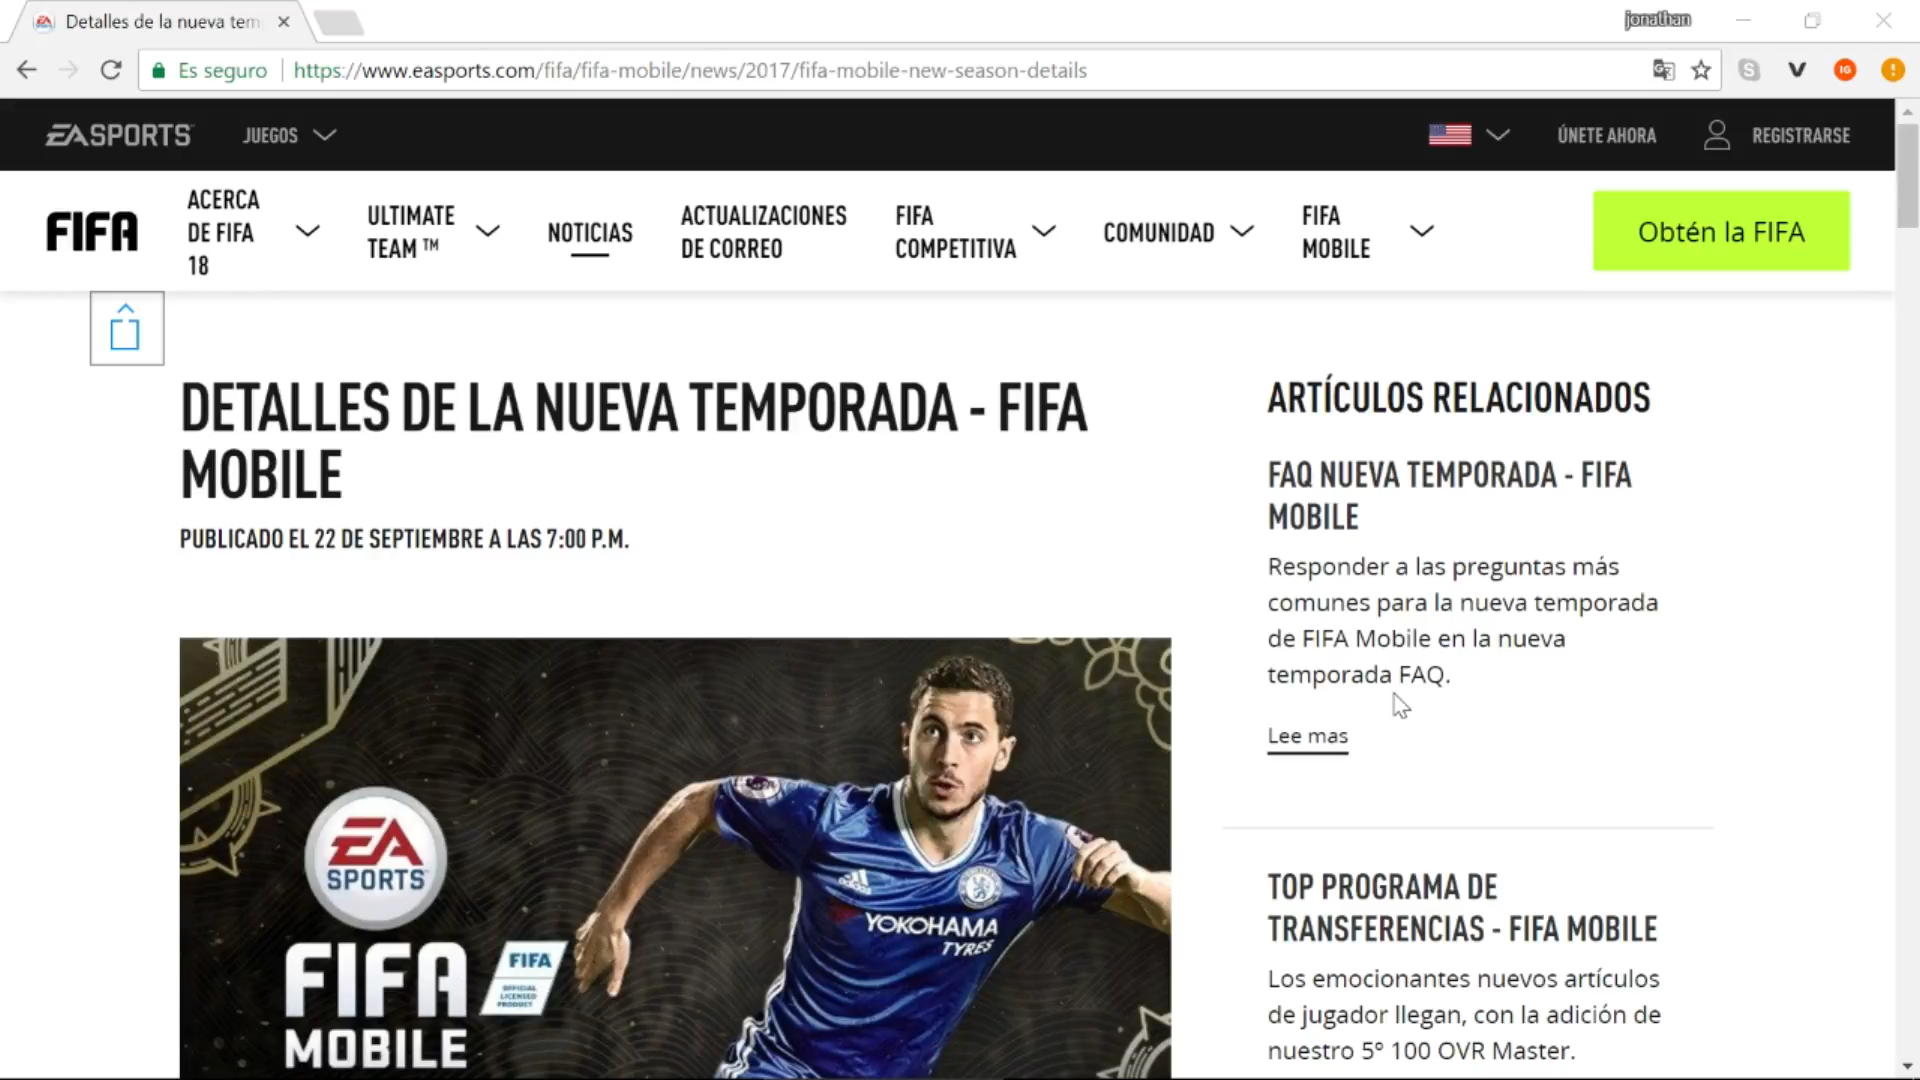 Detalles de la nueva tem
jonathan
Es seguro
https://www.easports.com/fifa/fifa-mobile/news/2017/fifa-mobile-new-season-details
EA SPORTS
JUEGOS
ÚNETE AHORA
REGISTRARSE
FIFA
ACERCA
DE FIFA
18
ULTIMATE
TEAM ™
NOTICIAS
ACTUALIZACIONES
DE CORREO
FIFA
COMPETITIVA
COMUNIDAD
FIFA
MOBILE
Obtén la FIFA
DETALLES DE LA NUEVA TEMPORADA - FIFA
MOBILE
PUBLICADO EL 22 DE SEPTIEMBRE A LAS 7:00 P.M.
EA
SPORTS
FIFA
MOBILE
FIFA
OFFICIAL
LICENSED
PRODUCT
YOKOHAMA
TYRES
ARTÍCULOS RELACIONADOS
FAQ NUEVA TEMPORADA - FIFA
MOBILE
Responder a las preguntas más
comunes para la nueva temporada
de FIFA Mobile en la nueva
temporada FAQ.
Lee mas
TOP PROGRAMA DE
TRANSFERENCIAS - FIFA MOBILE
Los emocionantes nuevos artículos
de jugador llegan, con la adición de
nuestro 5º 100 OVR Master.